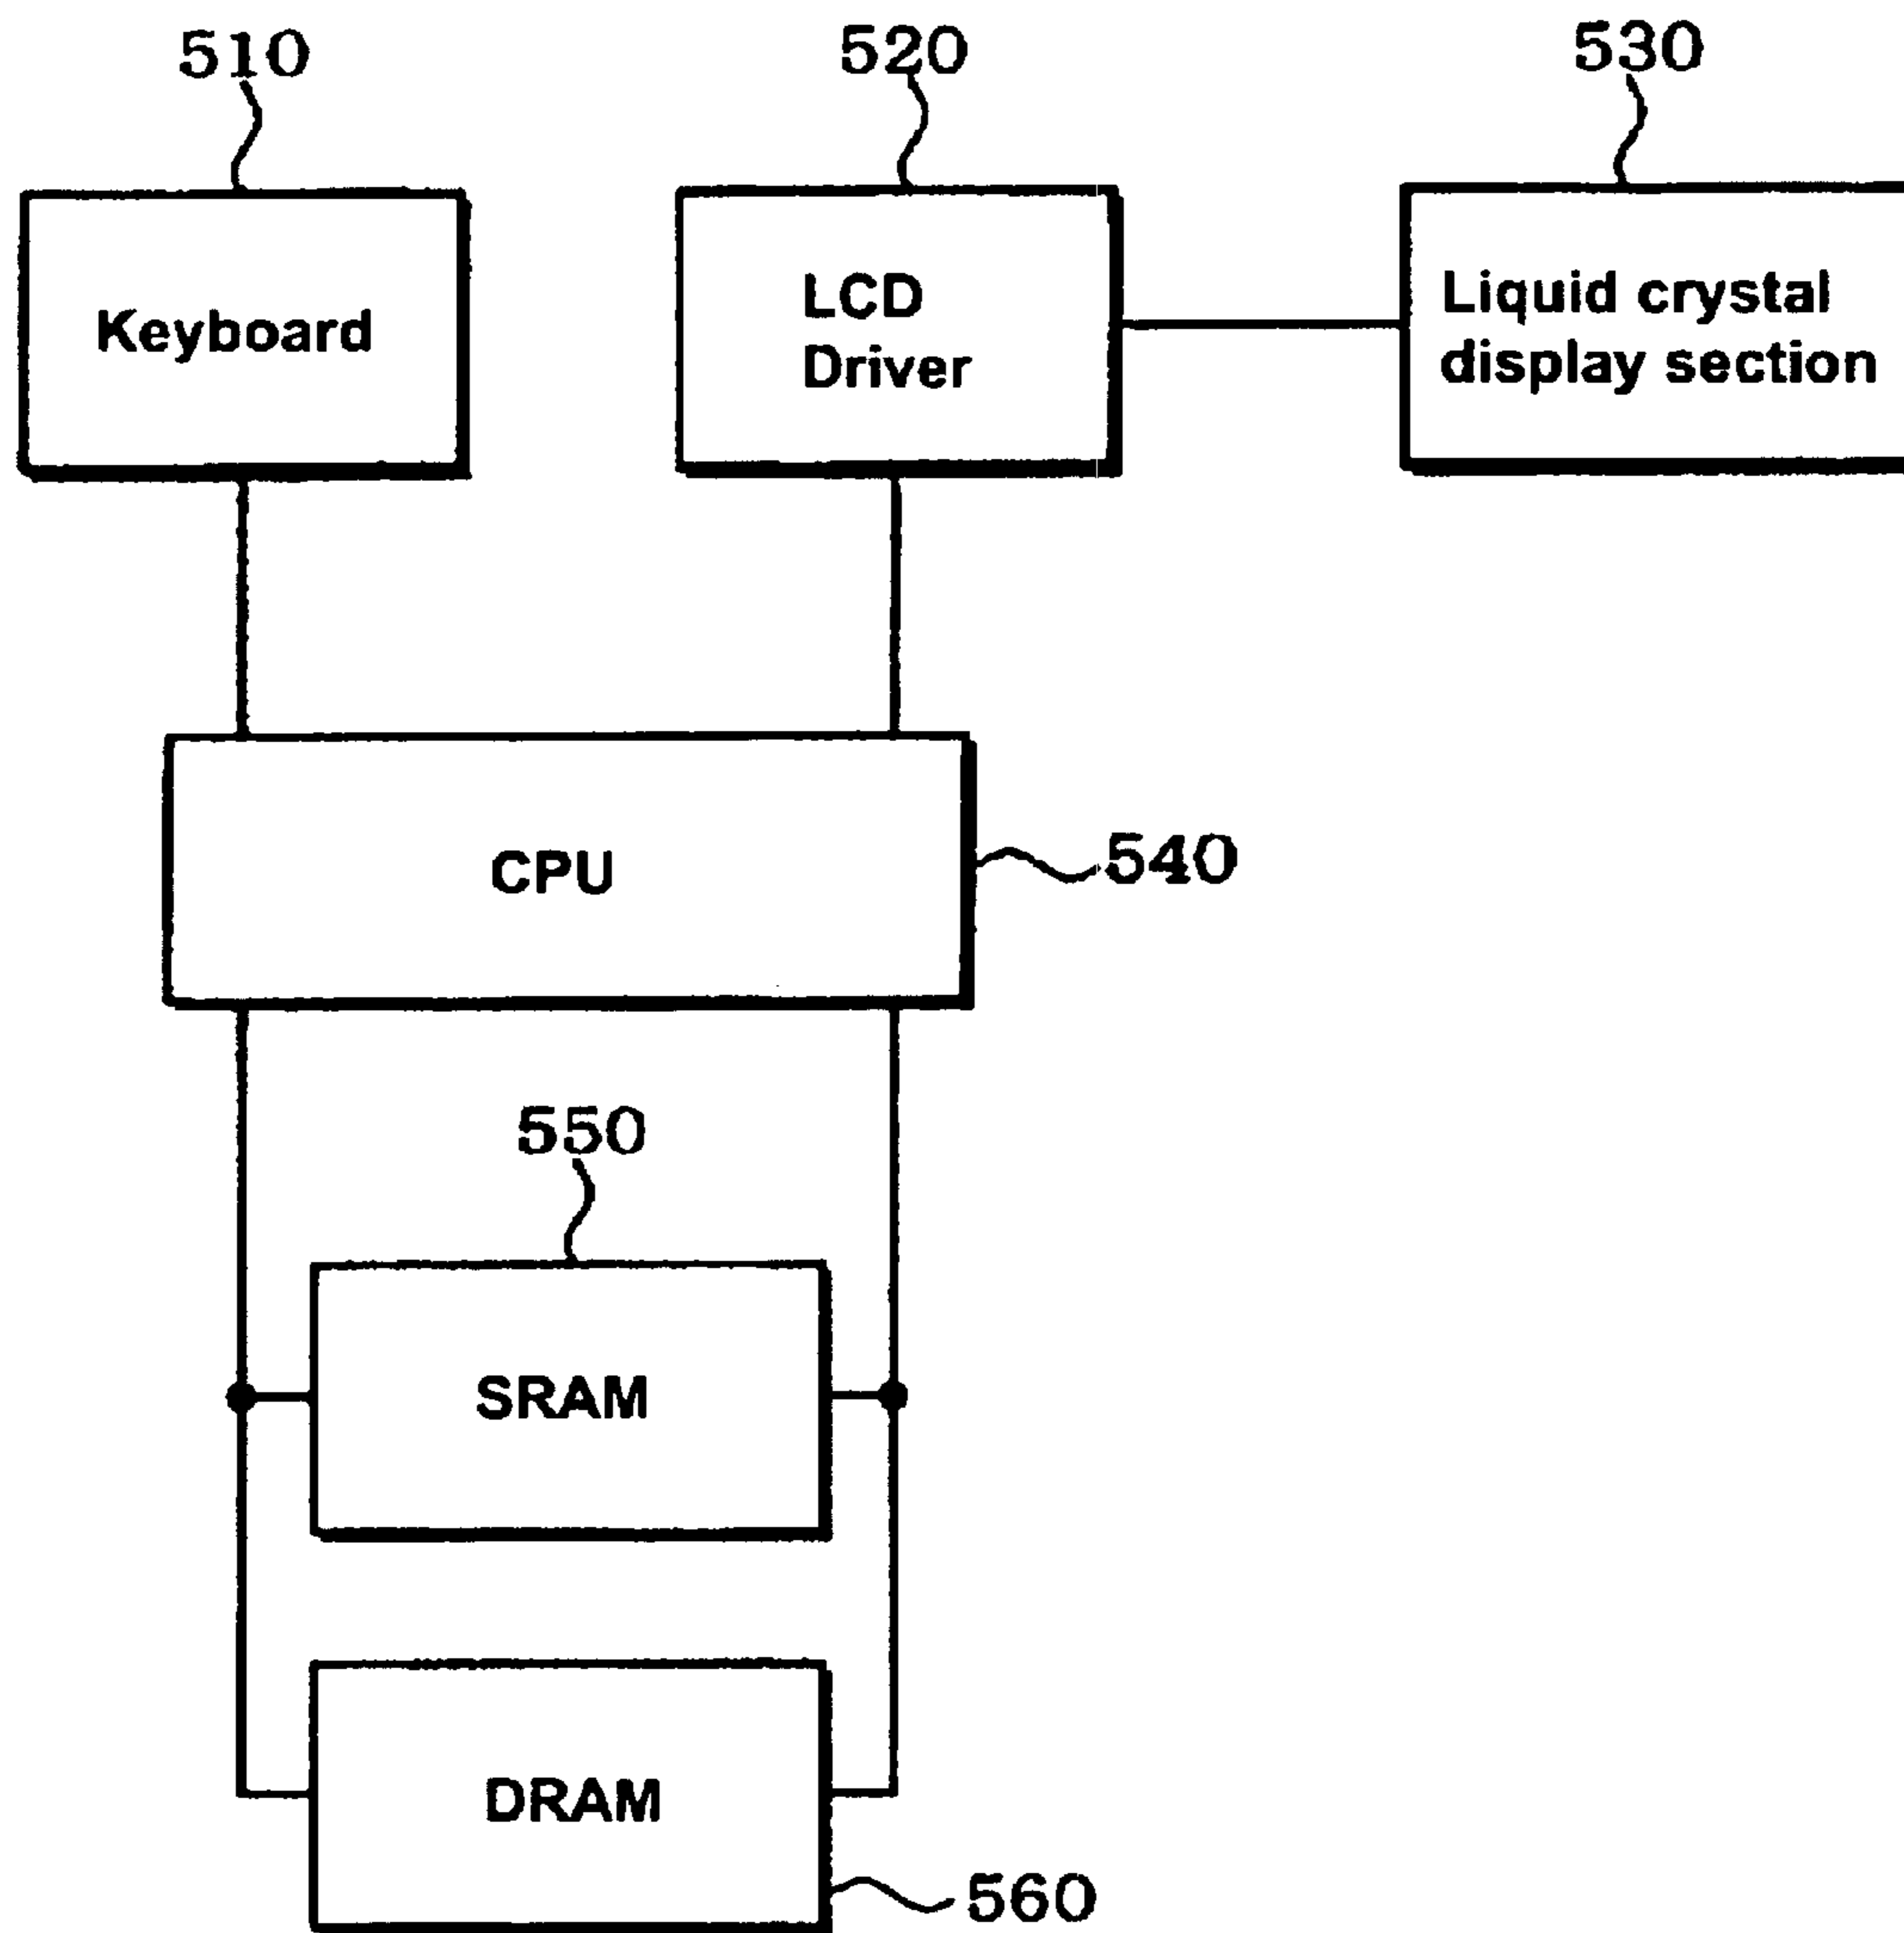 510
520
530
Keyboard
LCD
Driver
Liquid crystal
display section
CPU
540
550
SRAM
DRAM
560